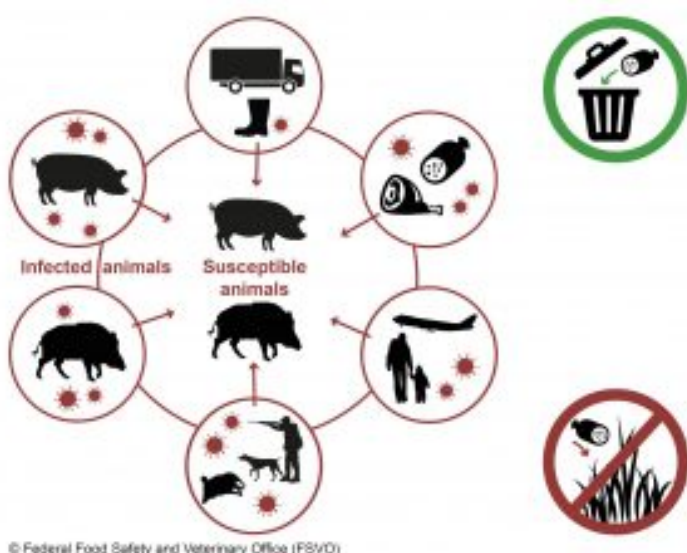 Infected animals
Susceptible
animals
© Federal Food Safety and Veterinary Office (FSVO)